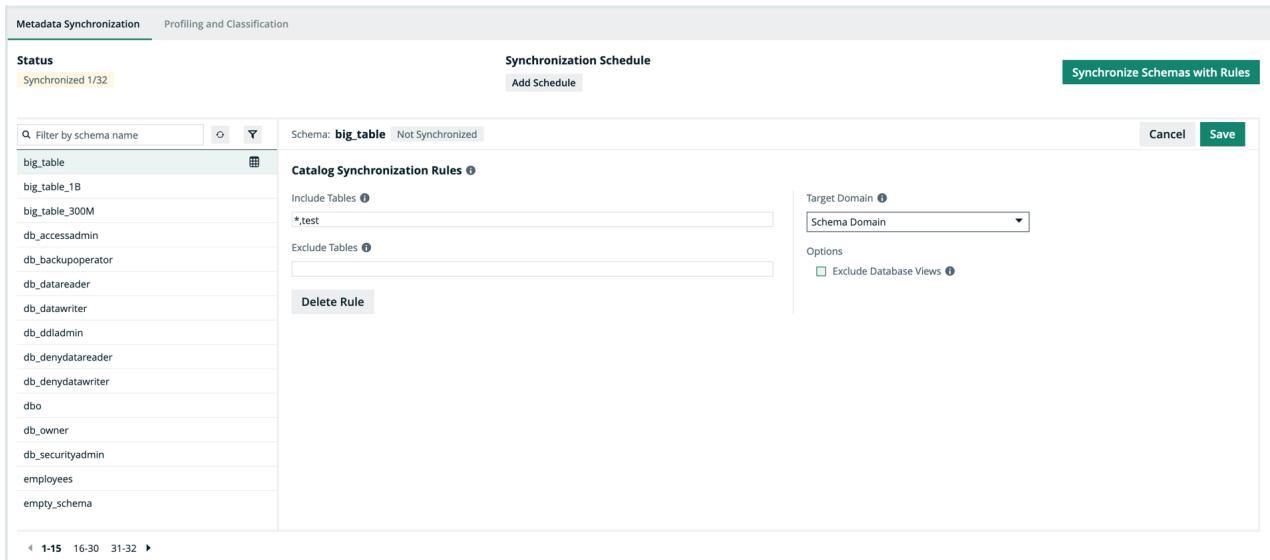 Metadata Synchronization Profiling and Classification
Status
Synchronized 1/32
Synchronization Schedule
Add Schedule
Synchronize Schemas with Rules
Filter by schema name
big_table
big_table_1B
big_table_300M
db_accessadmin
db_backupoperator
db_datareader
db_datawriter
db_ddladmin
db_denydatareader
db_denydatawriter
dbo
db_owner
db_securityadmin
employees
empty_schema
1-15 16-30 31-32
Schema: big_table Not Synchronized
Cancel Save
Catalog Synchronization Rules
Include Tables
*,test
Exclude Tables
Delete Rule
Target Domain
Schema Domain
Options
Exclude Database Views